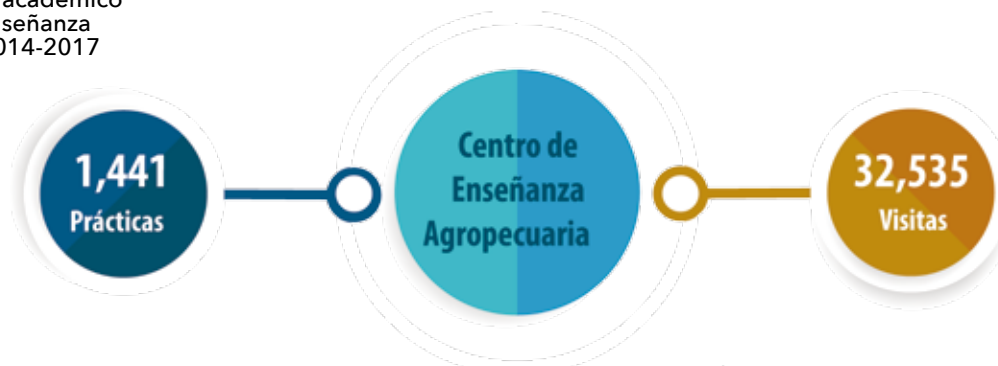 académico
señanza
014-2017
1,441
Prácticas
Centro de
Enseñanza
Agropecuaria
32,535
Visitas